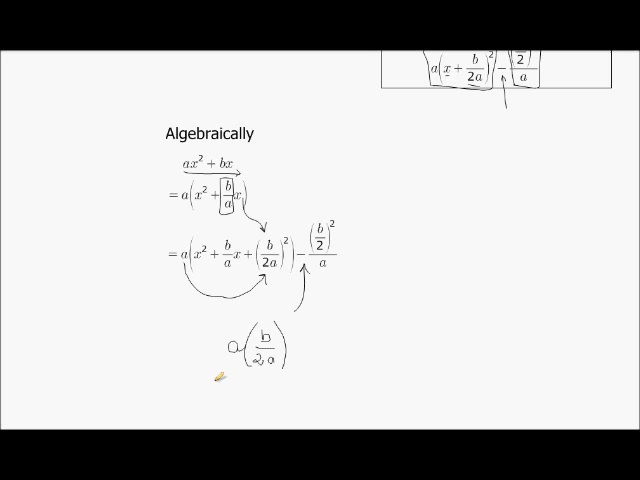 a(x + b/2a)² − (b/2)²/a
Algebraically
ax² + bx
= a(x² + b/a x)
= a(x² + b/a x + (b/2a)²) − (b/2)²/a
a(b/2a)